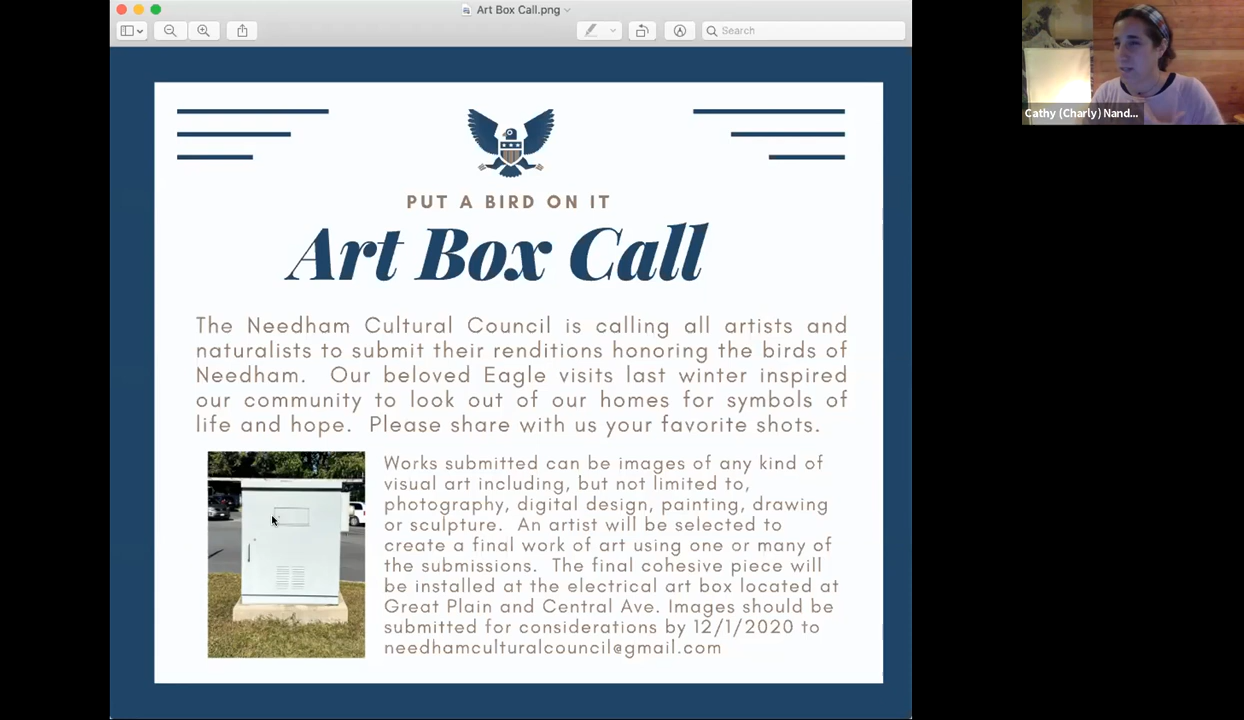 Art Box Call.png
Search
PUT A BIRD ON IT
Art Box Call
The Needham Cultural Council is calling all artists and
naturalists to submit their renditions honoring the birds of
Needham. Our beloved Eagle visits last winter inspired
our community to look out of our homes for symbols of
life and hope. Please share with us your favorite shots.
Works submitted can be images of any kind of
visual art including, but not limited to,
photography, digital design, painting, drawing
or sculpture. An artist will be selected to
create a final work of art using one or many of
the submissions. The final cohesive piece will
be installed at the electrical art box located at
Great Plain and Central Ave. Images should be
submitted for considerations by 12/1/2020 to
needhamculturalcouncil@gmail.com
Cathy (Charly) Nand...